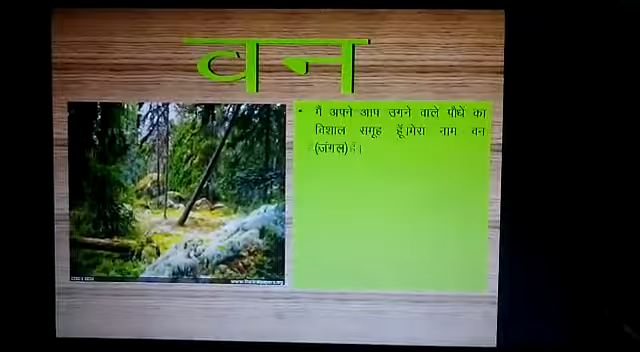 वन
• मैं अपने आप उगने वाले पौधें का
विशाल समूह हूँ।मेरा नाम वन
(जंगल)है।